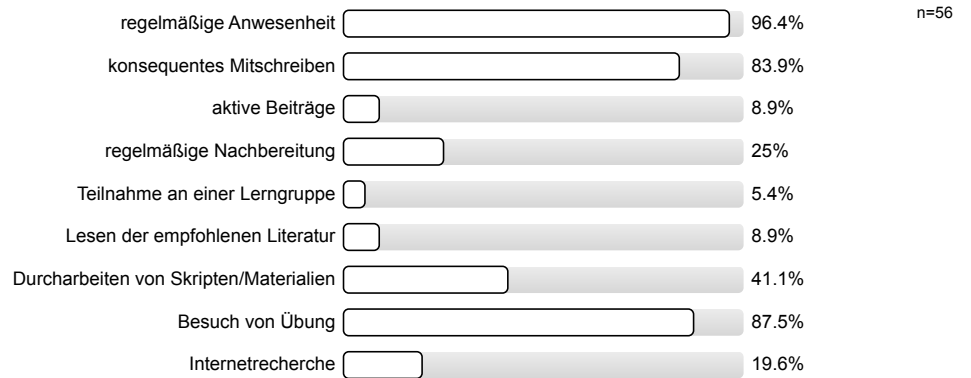 n=56
regelmäßige Anwesenheit 96.4%
konsequentes Mitschreiben 83.9%
aktive Beiträge 8.9%
regelmäßige Nachbereitung 25%
Teilnahme an einer Lerngruppe 5.4%
Lesen der empfohlenen Literatur 8.9%
Durcharbeiten von Skripten/Materialien 41.1%
Besuch von Übung 87.5%
Internetrecherche 19.6%